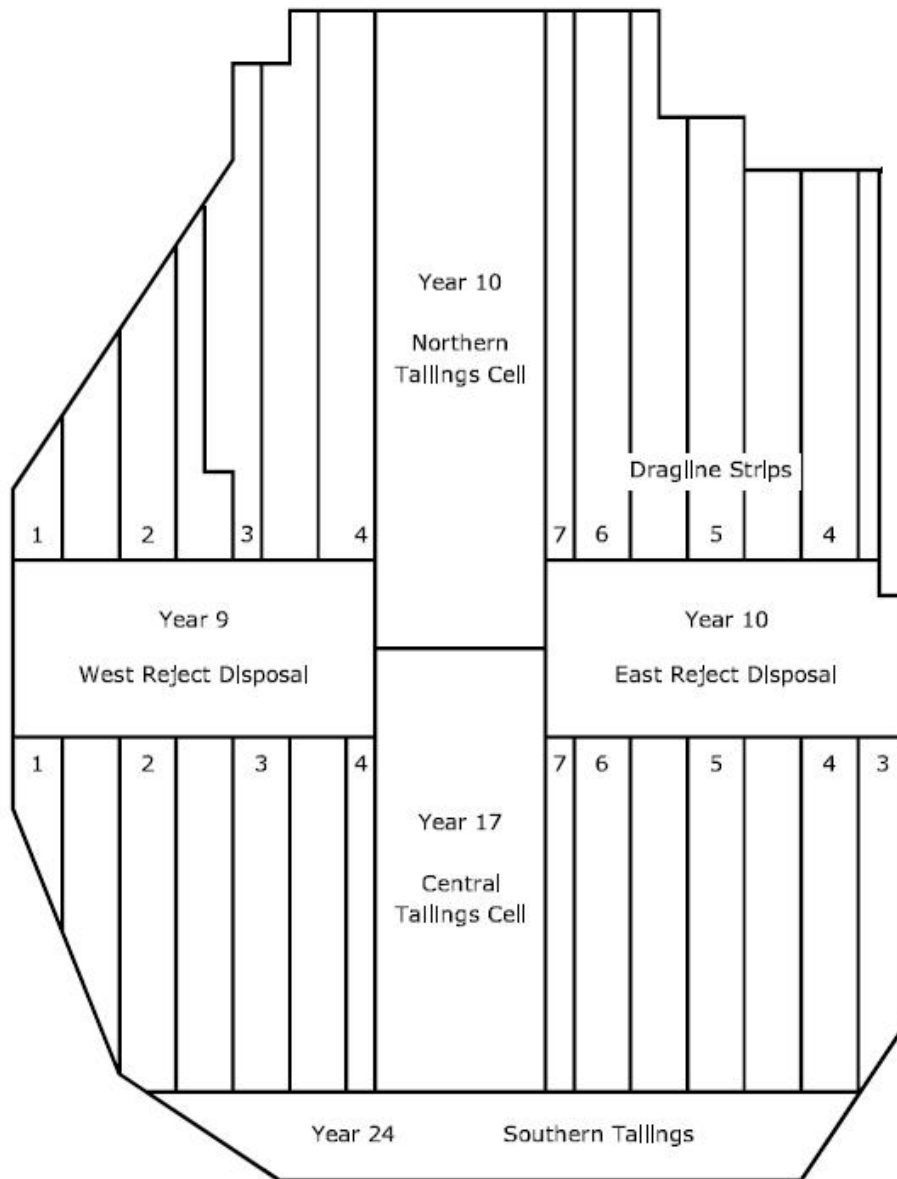 Year 10
Northern
Tailings Cell
Dragline Strips
1 2 3 4 7 6 5 4
Year 9
West Reject Disposal
Year 10
East Reject Disposal
1 2 3 4 7 6 5 4 3
Year 17
Central
Tailings Cell
Year 24 Southern Tailings